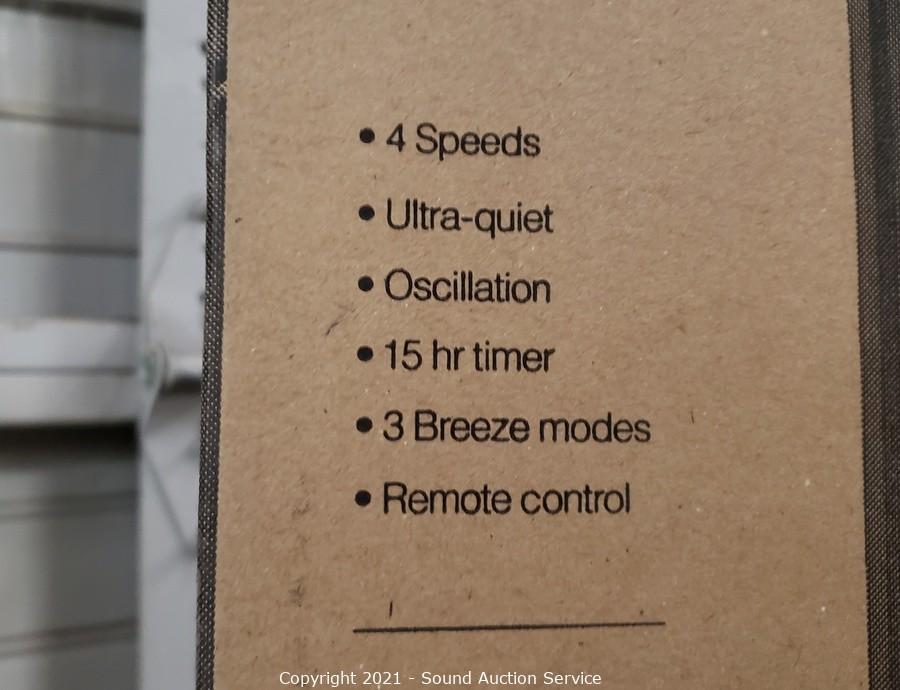 • 4 Speeds
• Ultra-quiet
• Oscillation
• 15 hr timer
• 3 Breeze modes
• Remote control
Copyright 2021 - Sound Auction Service